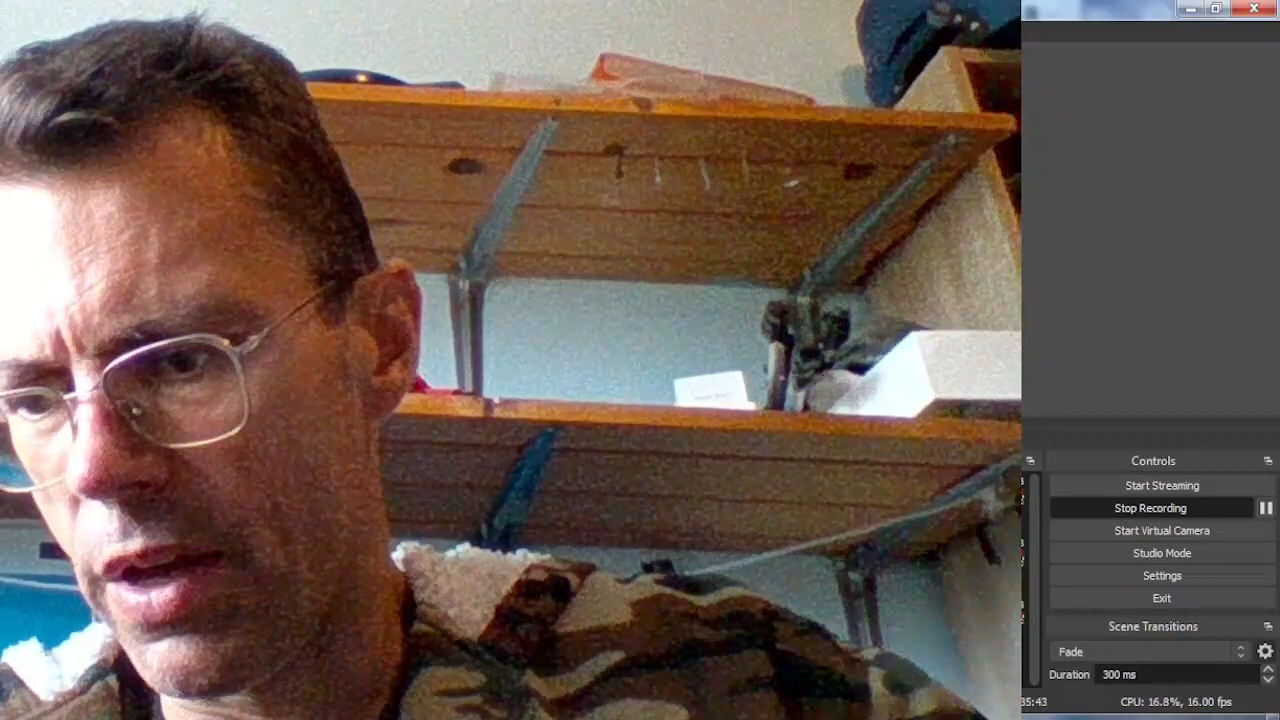 Controls
Start Streaming
Stop Recording
Start Virtual Camera
Studio Mode
Settings
Exit
Scene Transitions
Fade
Duration 300 ms
35:43 CPU: 16.8%, 16.00 fps